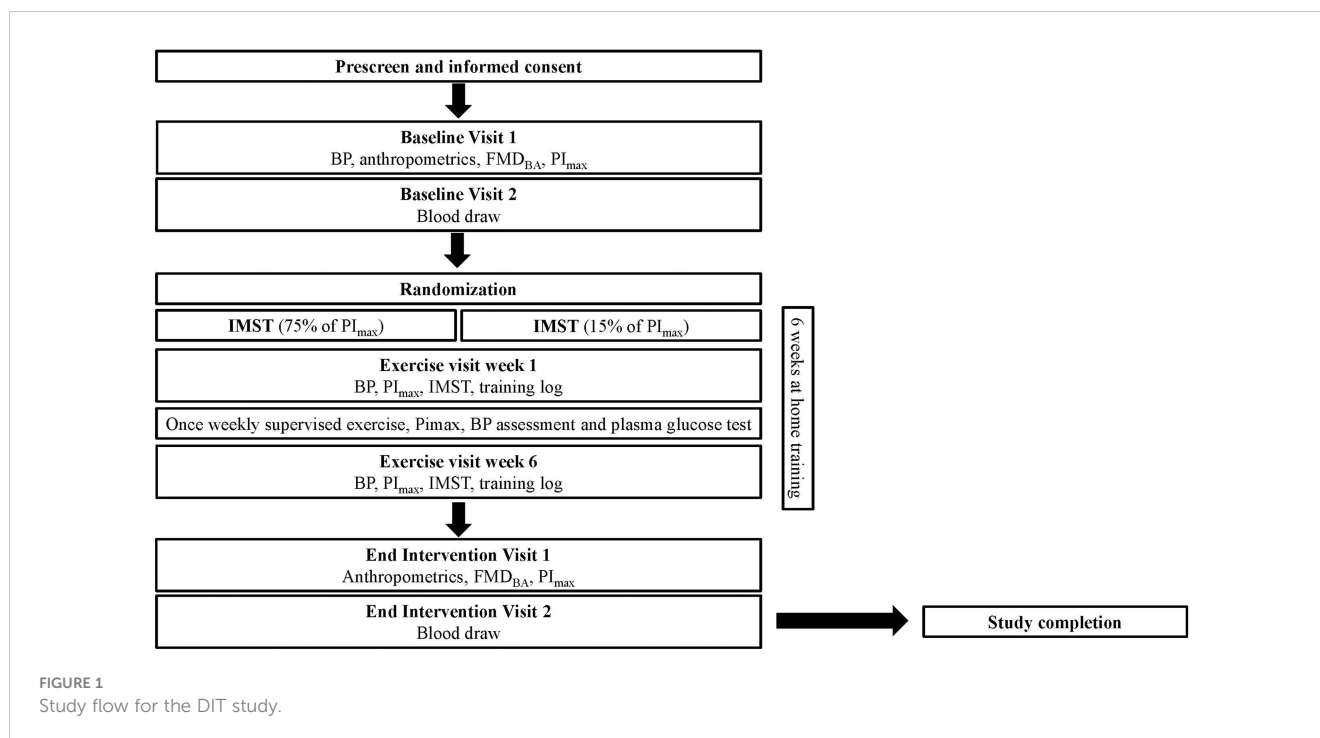 Prescreen and informed consent
Baseline Visit 1
BP, anthropometrics, FMDBA, PImax
Baseline Visit 2
Blood draw
Randomization
IMST (75% of PImax)
IMST (15% of PImax)
Exercise visit week 1
BP, PImax, IMST, training log
Once weekly supervised exercise, Pimax, BP assessment and plasma glucose test
Exercise visit week 6
BP, PImax, IMST, training log
6 weeks at home training
End Intervention Visit 1
Anthropometrics, FMDBA, PImax
End Intervention Visit 2
Blood draw
Study completion
FIGURE 1
Study flow for the DIT study.